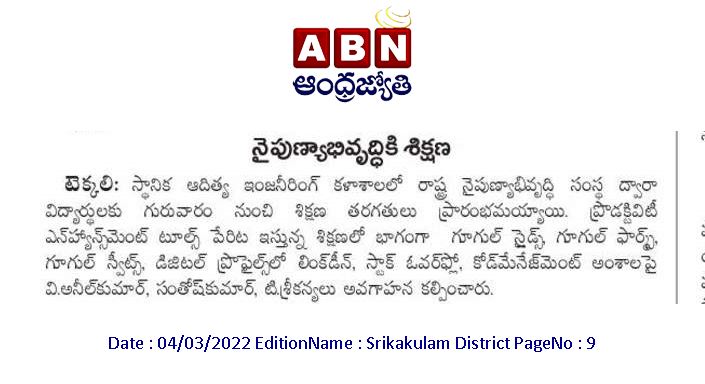 ABN
ఆంధ్రజ్యోతి
నైపుణ్యాభివృద్ధికి శిక్షణ
టెక్కలి: స్థానిక ఆదిత్య ఇంజనీరింగ్ కళాశాలలో రాష్ట్ర నైపుణ్యాభివృద్ధి సంస్థ ద్వారా
విద్యార్థులకు గురువారం నుంచి శిక్షణ తరగతులు ప్రారంభమయ్యాయి. ప్రొడక్టివిటీ
ఎన్‌హ్యాన్స్‌మెంట్ టూల్స్ పేరిట ఇస్తున్న శిక్షణలో భాగంగా గూగుల్ స్లైడ్స్, గూగుల్ ఫార్మ్స్,
గూగుల్ స్వీట్స్, డిజిటల్ ప్రొఫైల్స్‌లో లింక్‌డీన్, స్టాక్ ఓవర్‌ఫ్లో, కోడ్‌మేనేజ్‌మెంట్ అంశాలపై
వి.అనీల్‌కుమార్, సంతోష్‌కుమార్, టి.శ్రీకన్యలు అవగాహన కల్పించారు.
Date : 04/03/2022 EditionName : Srikakulam District PageNo : 9